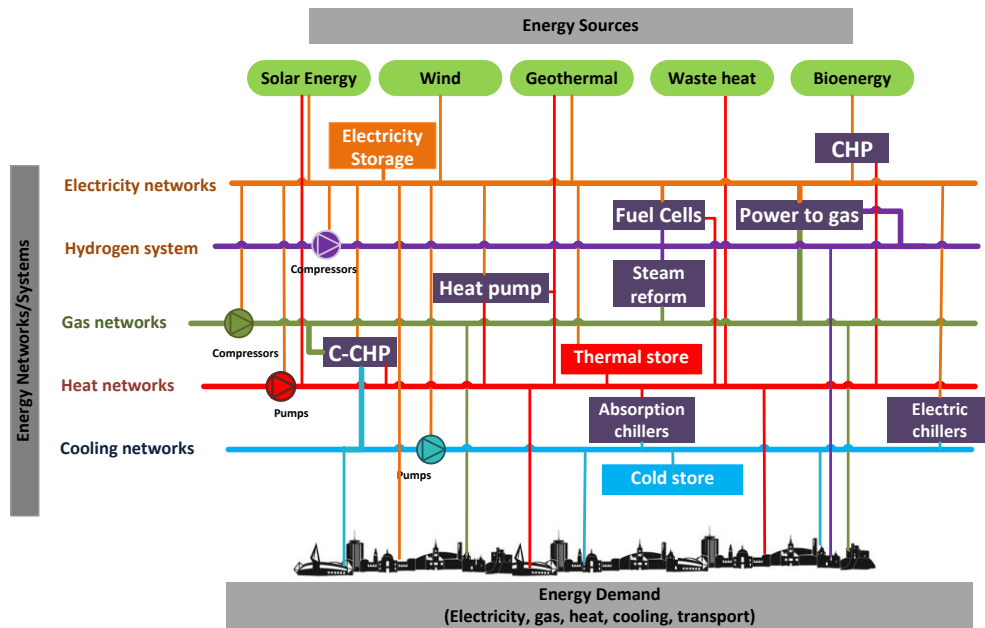 Energy Sources
Solar Energy
Wind
Geothermal
Waste heat
Bioenergy
Electricity
Storage
CHP
Electricity networks
Fuel Cells
Power to gas
Hydrogen system
Compressors
Steam
reform
Heat pump
Gas networks
Compressors
C-CHP
Thermal store
Heat networks
Pumps
Absorption
chillers
Electric
chillers
Cooling networks
Pumps
Cold store
Energy Networks/Systems
Energy Demand
(Electricity, gas, heat, cooling, transport)